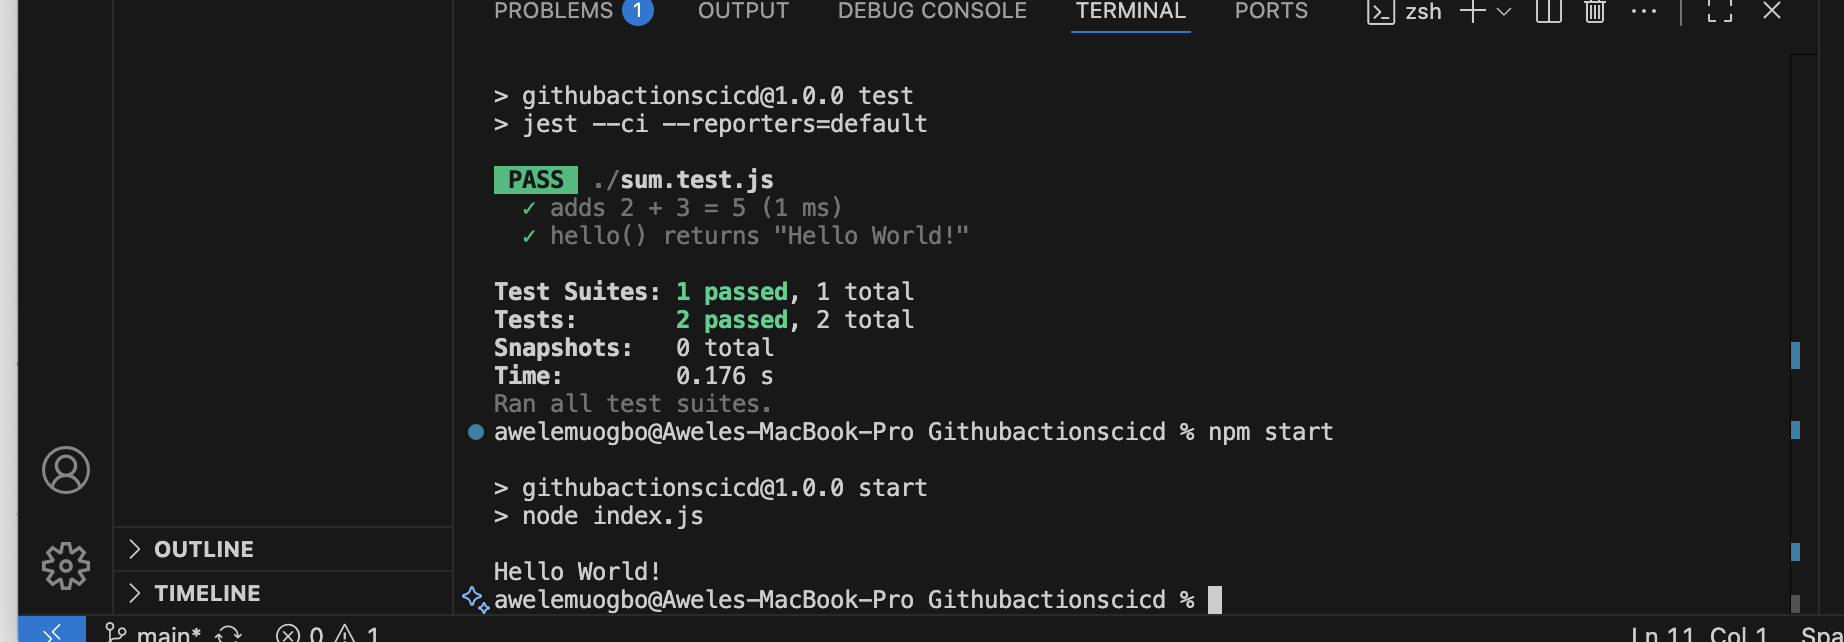 PROBLEMS 1 OUTPUT DEBUG CONSOLE TERMINAL PORTS zsh
> githubactionscicd@1.0.0 test
> jest --ci --reporters=default
PASS ./sum.test.js
✓ adds 2 + 3 = 5 (1 ms)
✓ hello() returns "Hello World!"
Test Suites: 1 passed, 1 total
Tests: 2 passed, 2 total
Snapshots: 0 total
Time: 0.176 s
Ran all test suites.
awelemuogbo@Aweles-MacBook-Pro Githubactionscicd % npm start
> githubactionscicd@1.0.0 start
> node index.js
Hello World!
awelemuogbo@Aweles-MacBook-Pro Githubactionscicd %
OUTLINE
TIMELINE
main* 0 1 Ln 11, Col 1 Spa